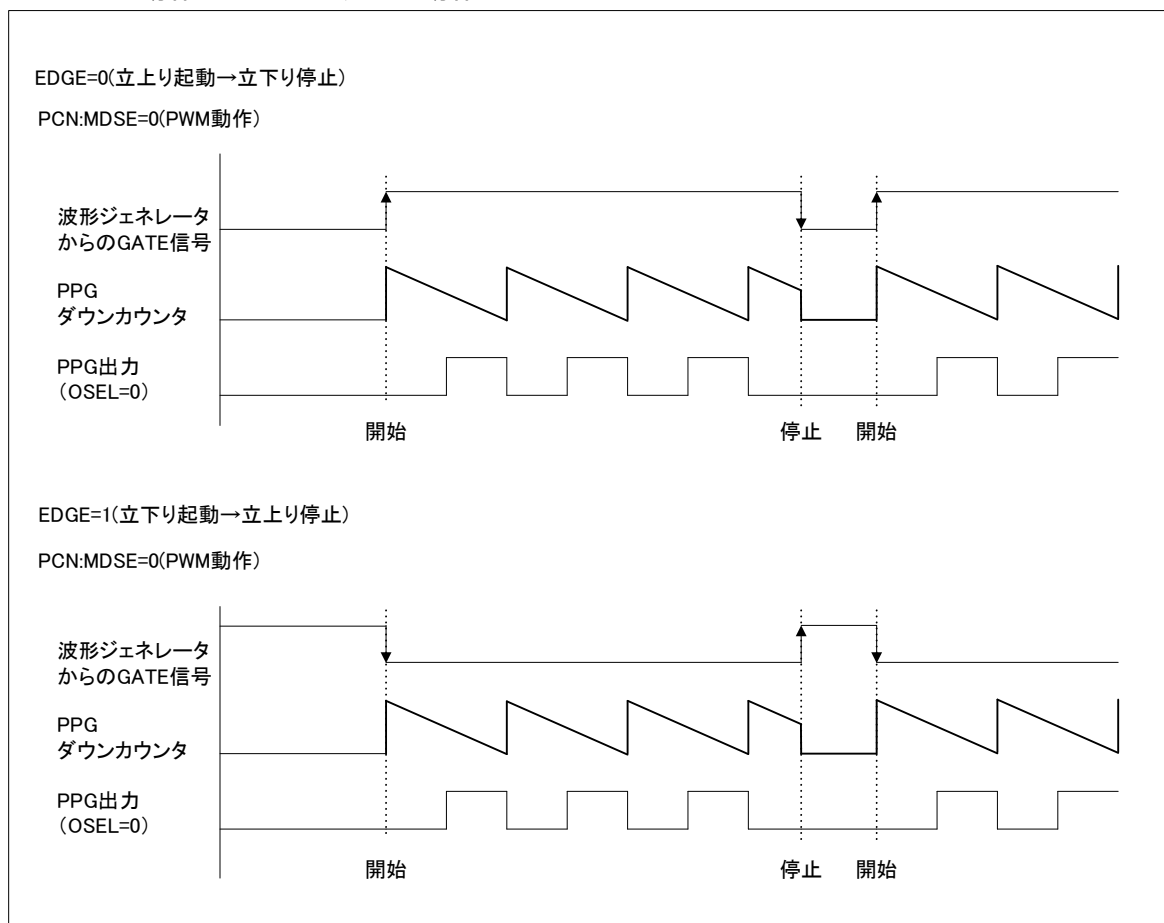 EDGE=0(立上り起動→立下り停止)
PCN:MDSE=0(PWM動作)
波形ジェネレータ
からのGATE信号
PPG
ダウンカウンタ
PPG出力
(OSEL=0)
開始
停止
開始
EDGE=1(立下り起動→立上り停止)
PCN:MDSE=0(PWM動作)
波形ジェネレータ
からのGATE信号
PPG
ダウンカウンタ
PPG出力
(OSEL=0)
開始
停止
開始